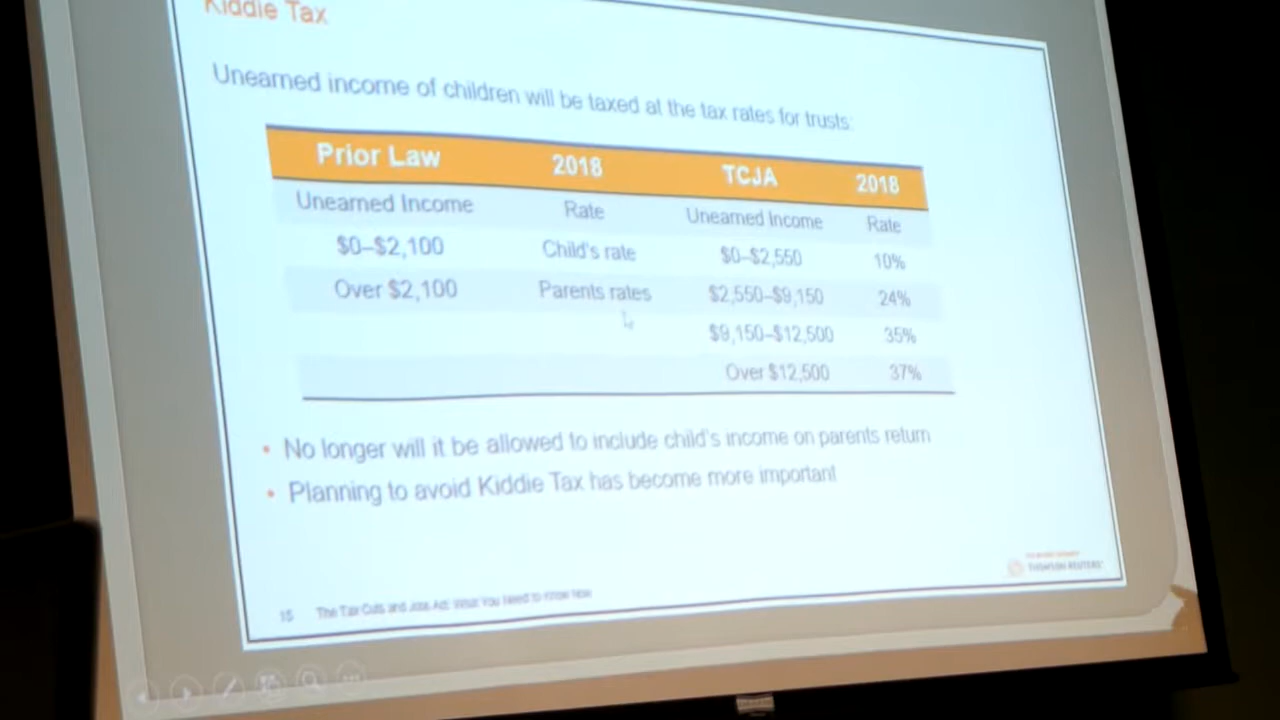 Kiddie Tax
Unearned income of children will be taxed at the tax rates for trusts:
Prior Law 2018 TCJA 2018
Unearned Income Rate Unearned Income Rate
$0–$2,100 Child's rate $0–$2,550 10%
Over $2,100 Parents rates $2,550–$9,150 24%
$9,150–$12,500 35%
Over $12,500 37%
• No longer will it be allowed to include child's income on parents return
• Planning to avoid Kiddie Tax has become more important
15 The Tax Cuts and Jobs Act: What You Need to Know Now
THOMSON REUTERS